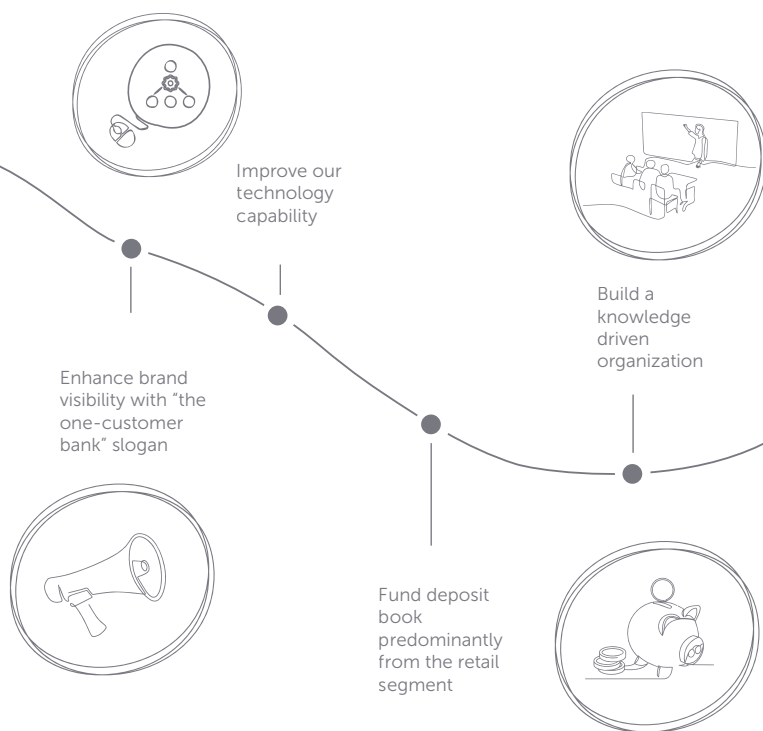 Improve our
technology
capability
Build a
knowledge
driven
organization
Enhance brand
visibility with “the
one-customer
bank” slogan
Fund deposit
book
predominantly
from the retail
segment